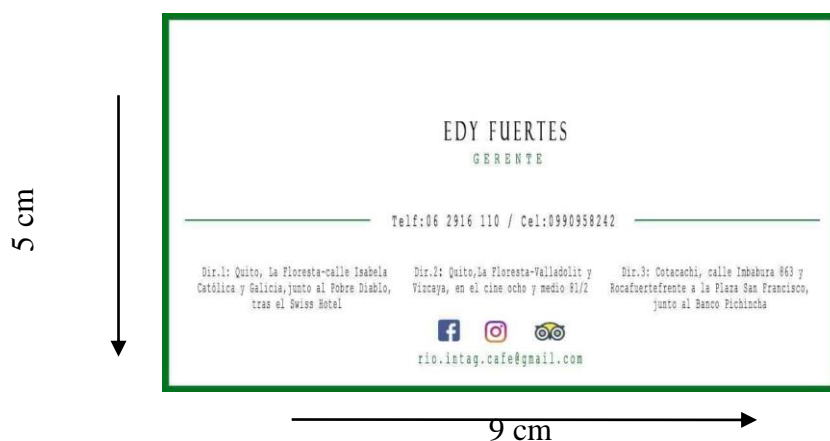 EDY FUERTES
GERENTE
5 cm
Telf:06 2916 110 / Cel:0990958242
Dir.1: Quito, La Floresta-calle Isabela
Católica y Galicia,junto al Pobre Diablo,
tras el Swiss Hotel
Dir.2: Quito,La Floresta-Valladolit y
Vizcaya, en el cine ocho y medio 81/2
Dir.3: Cotacachi, calle Imbabura 863 y
Rocafuertefrente a la Plaza San Francisco,
junto al Banco Pichincha
rio.intag.cafe@gmail.com
9 cm